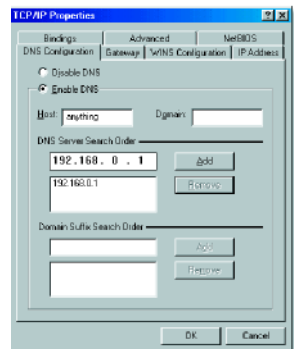 TCP/IP Properties
Bindings Advanced NetBIOS
DNS Configuration Gateway WINS Configuration IP Address
Disable DNS
Enable DNS
Host: anything Domain:
DNS Server Search Order
192.168. 0 . 1 Add
192.168.0.1 Remove
Domain Suffix Search Order
Add
Remove
OK Cancel